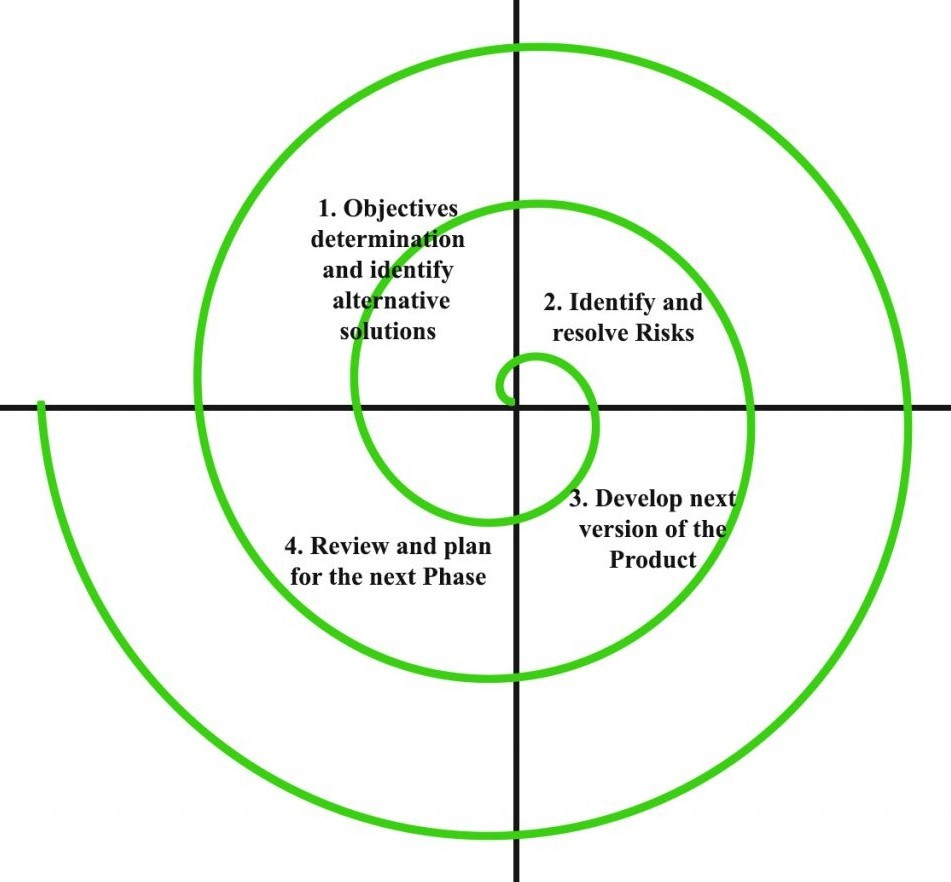 1. Objectives
determination
and identify
alternative
solutions
2. Identify and
resolve Risks
3. Develop next
version of the
Product
4. Review and plan
for the next Phase